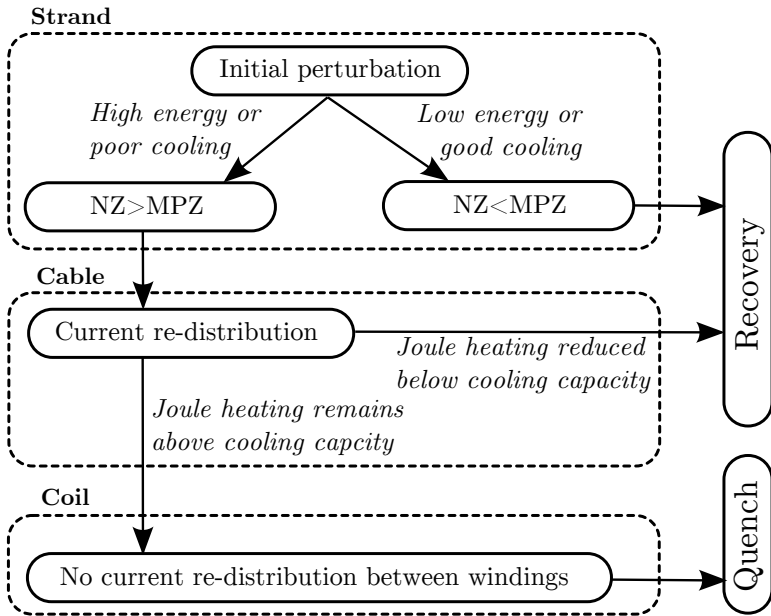 Strand
Initial perturbation
High energy or
poor cooling
Low energy or
good cooling
NZ>MPZ
NZ<MPZ
Recovery
Cable
Current re-distribution
Joule heating reduced
below cooling capacity
Joule heating remains
above cooling capcity
Coil
No current re-distribution between windings
Quench